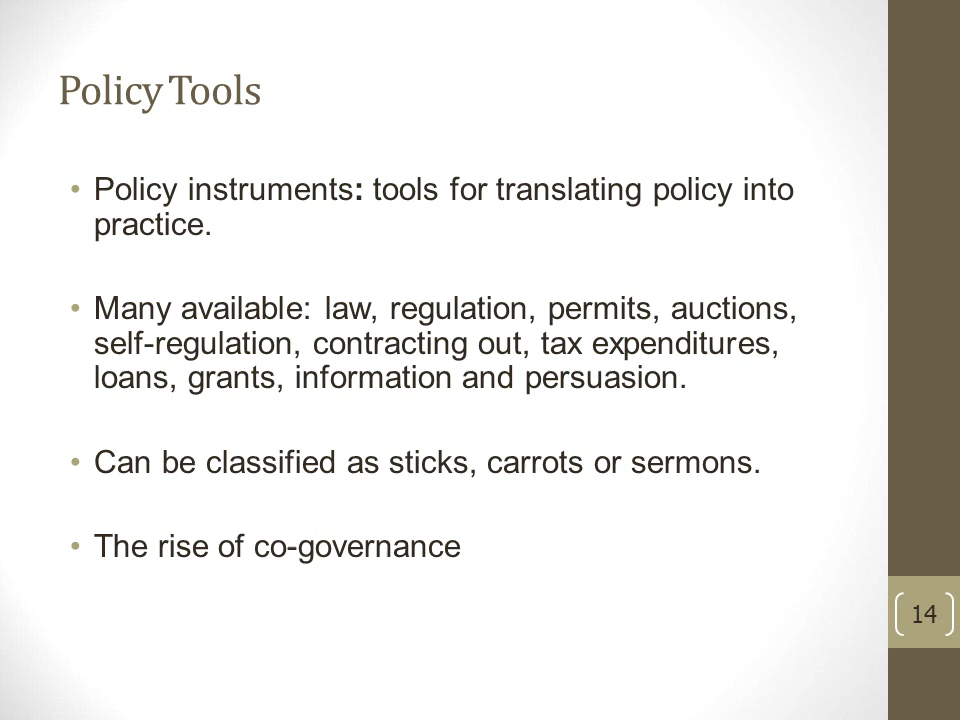 Policy Tools
• Policy instruments: tools for translating policy into
practice.
• Many available: law, regulation, permits, auctions,
self-regulation, contracting out, tax expenditures,
loans, grants, information and persuasion.
• Can be classified as sticks, carrots or sermons.
• The rise of co-governance
14